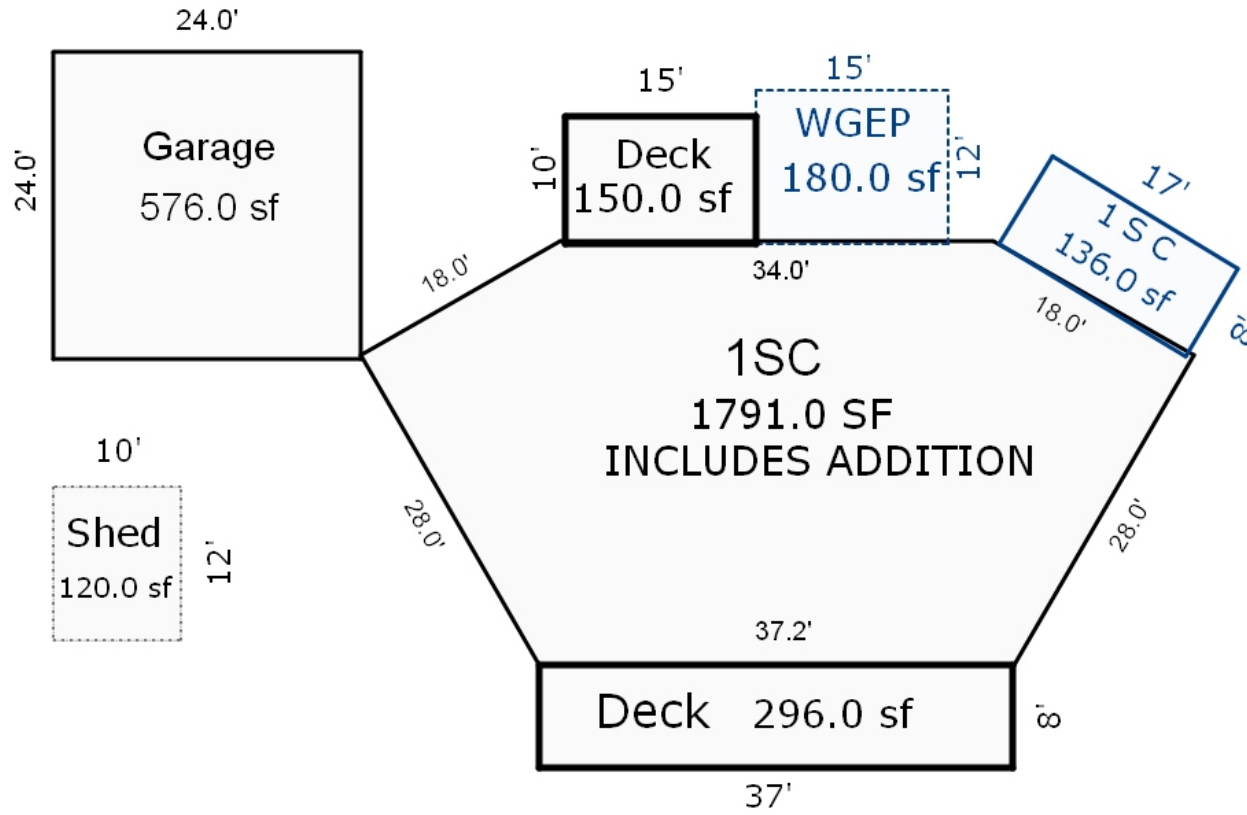 24.0'
24.0'
Garage
576.0 sf
15'
10'
Deck
150.0 sf
15'
WGEP
180.0 sf
12'
17'
1 S C
136.0 sf
8'
18.0'
34.0'
18.0'
1SC
1791.0 SF
INCLUDES ADDITION
10'
Shed
120.0 sf
12'
28.0'
28.0'
37.2'
Deck 296.0 sf
8'
37'